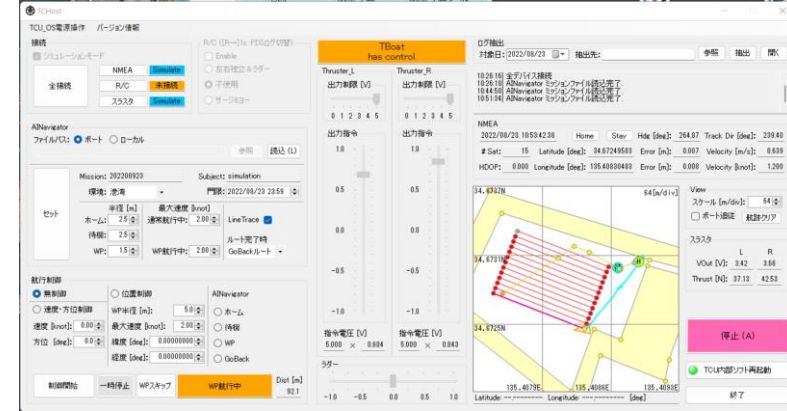 TCHost
TCU_OS電源操作 バージョン情報
接続
シミュレーションモード
全接続
NMEA Simulate
R/C 未接続
スラスタ Simulate
Enable
左右独立&ラダー
不使用
サージ&ヨー
TBoat
has control
Thruster_L Thruster_R
出力制限 [V] 出力制限 [V]
0 1 2 3 4 5 0 1 2 3 4 5
出力指令 出力指令
1.0 1.0
0.5 0.5
0.0 0.0
-0.5 -0.5
-1.0 -1.0
指令電圧 [V] 指令電圧 [V]
5.000 × 0.684 5.000 × 0.843
ラダー
-1.0 -0.5 0.0 0.5 1.0
AINavigator
ファイルパス: ボート ローカル
参照 読込 (L)
セット
Mission: 202208923 Subject: simulation
環境: 港湾 門限: 2022/08/23 23:59
半径 [m] 最大速度 [knot]
ホーム: 2.5 通常航行中: 2.00 LineTrace
待機: 2.5 ルート完了時
WP: 1.5 WP航行中: 2.00 GoBackルート
航行制御
無制御 位置制御 AINavigator
速度・方位制御 WP半径 [m]: 5.0 ホーム
速度 [knot]: 0.00 最大速度 [knot]: 2.00 待機
方位 [deg]: 0.0 緯度 [deg]: 0.00000000 WP
経度 [deg]: 0.00000000 GoBack
制御開始 一時停止 WPスキップ WP航行中 Dist [m]
92.1
ログ抽出
対象日: 2022/08/23 抽出先: 参照 抽出 開く
10:26:16] 全デバイス接続
10:26:18] AINavigator ミッションファイル読込完了.
10:44:50] AINavigator ミッションファイル読込完了.
10:51:34] AINavigator ミッションファイル読込完了.
NMEA
2022/08/23 10:53:42.38 Home Stay Hdg [deg]: 264.87 Track Dir [deg]: 239.40
# Sat: 15 Latitude [deg]: 34.67249583 Error [m]: 0.007 Velocity [m/s]: 0.639
HDOP: 0.800 Longitude [deg]: 135.40830483 Error [m]: 0.008 Velocity [knot]: 1.200
34.6737N 64[m/div]
34.6731N
H
34.6725N
135.4079E 135.4086E 135.4093E
Latitude: Longitude: [deg]
View
スケール [m/div]: 64
ボート追従 航跡クリア
スラスタ
L R
VOut [V]: 3.42 3.66
Thrust [N]: 37.13 42.53
停止 (A)
TCU内部ソフト再起動
終了